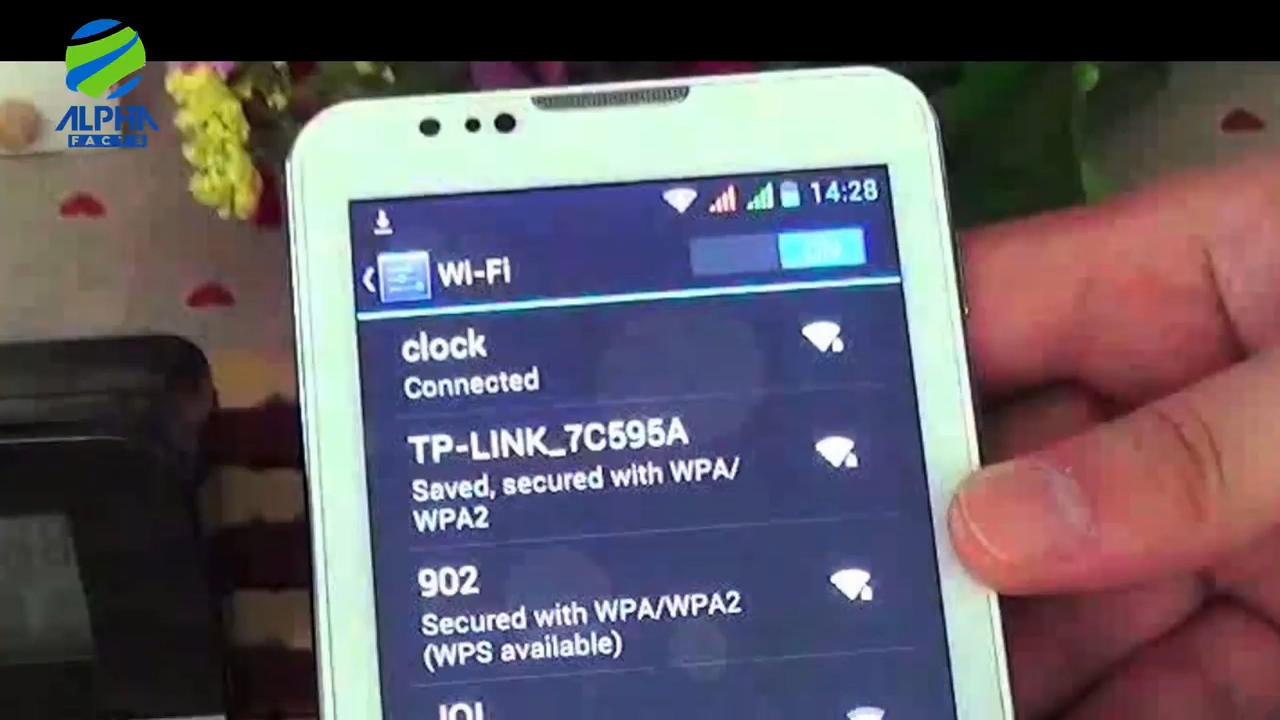 ALPHA
14:28
Wi-Fi
ON
clock
Connected
TP-LINK_7C595A
Saved, secured with WPA/
WPA2
902
Secured with WPA/WPA2
(WPS available)